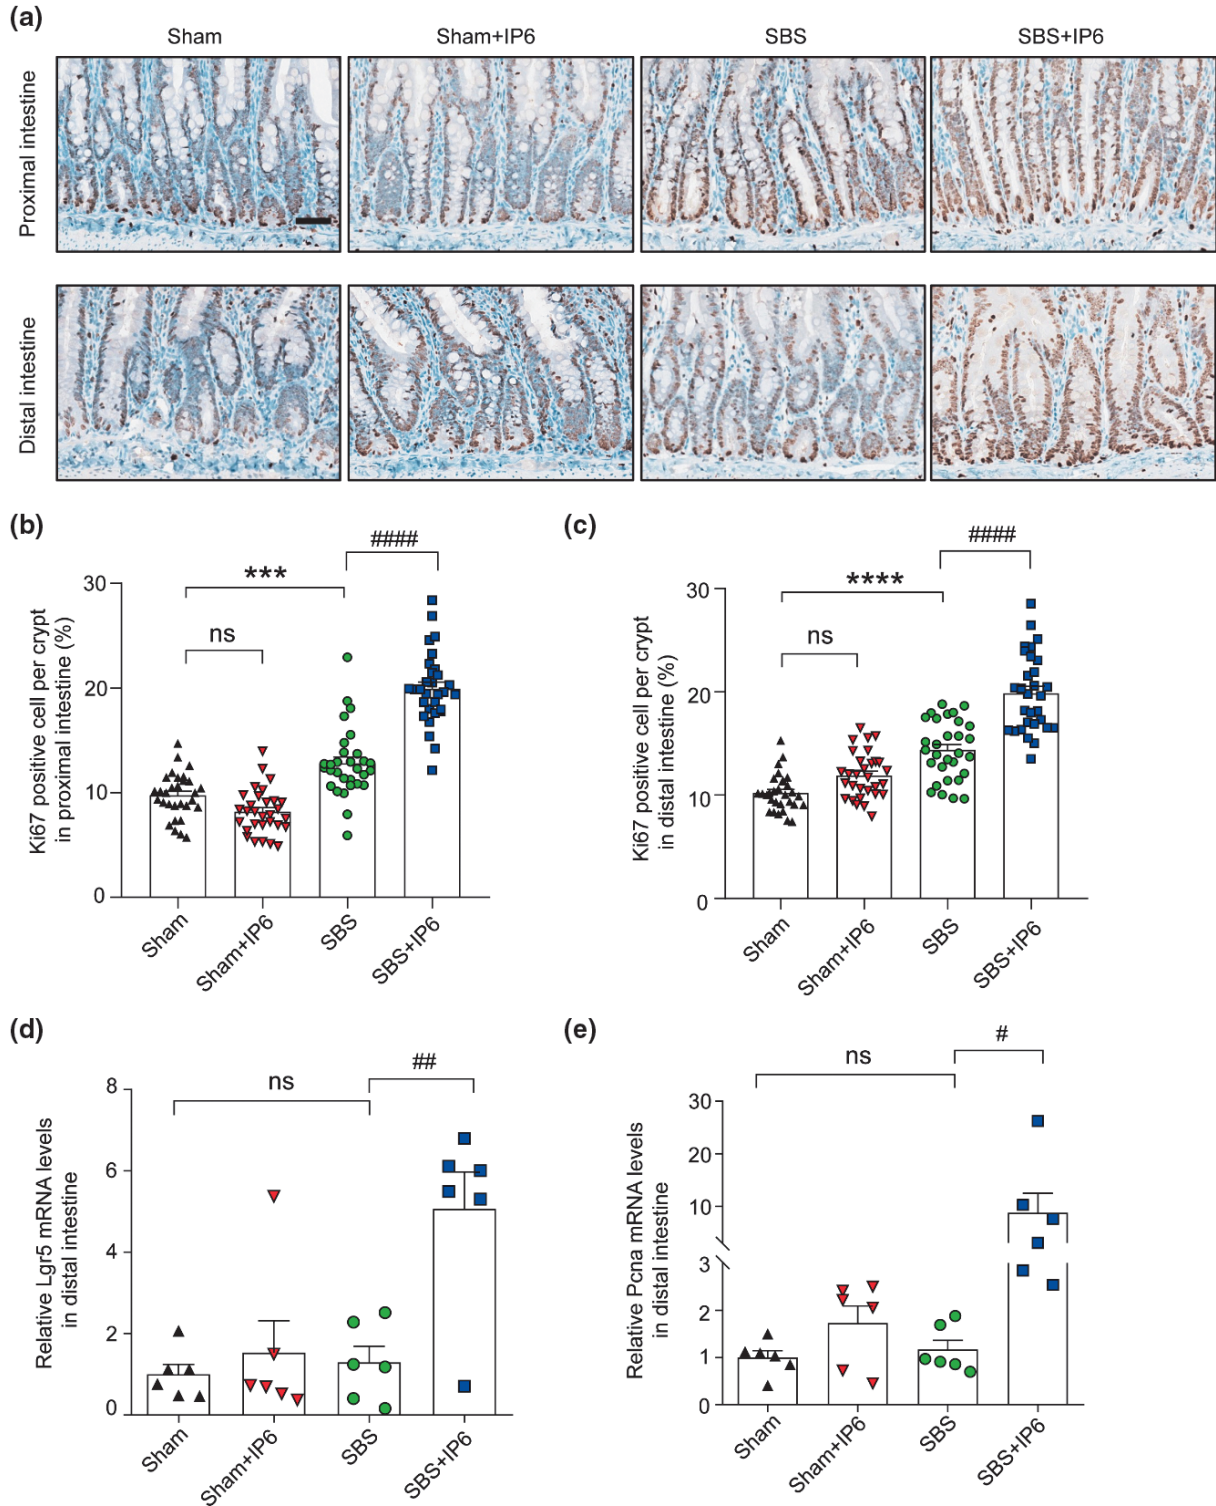 (a)
Sham
Sham+IP6
SBS
SBS+IP6
Proximal intestine
Distal intestine
(b)
Ki67 positive cell per crypt
in proximal intestine (%)
30
20
10
0
ns
***
####
Sham
Sham+IP6
SBS
SBS+IP6
(c)
Ki67 positive cell per crypt
in distal intestine (%)
30
20
10
0
ns
****
####
Sham
Sham+IP6
SBS
SBS+IP6
(d)
Relative Lgr5 mRNA levels
in distal intestine
8
6
4
2
0
ns
##
Sham
Sham+IP6
SBS
SBS+IP6
(e)
Relative Pcna mRNA levels
in distal intestine
30
20
10
3
2
1
0
ns
#
Sham
Sham+IP6
SBS
SBS+IP6